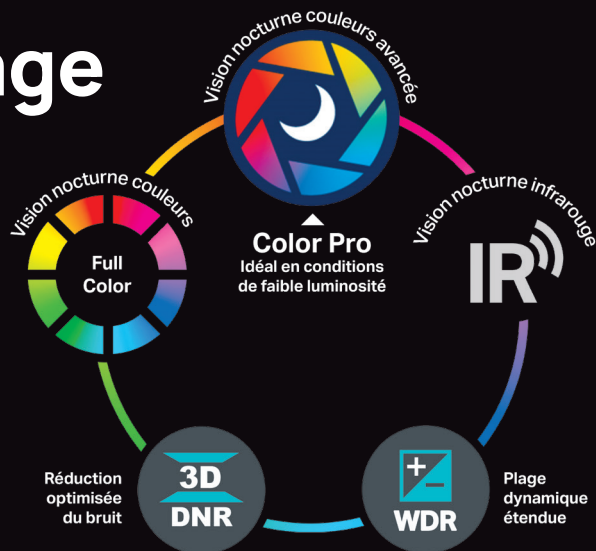 age
Vision nocturne couleurs avancée
Color Pro
Idéal en conditions
de faible luminosité
Vision nocturne couleurs
Full
Color
Vision nocturne infrarouge
IR
Réduction
optimisée
du bruit
3D
DNR
+
-
WDR
Plage
dynamique
étendue